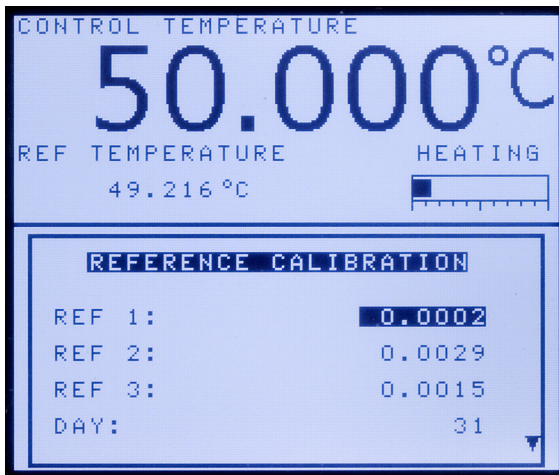 CONTROL TEMPERATURE
50.000°C
REF TEMPERATURE HEATING
49.216°C
REFERENCE CALIBRATION
REF 1: 0.0002
REF 2: 0.0029
REF 3: 0.0015
DAY: 31